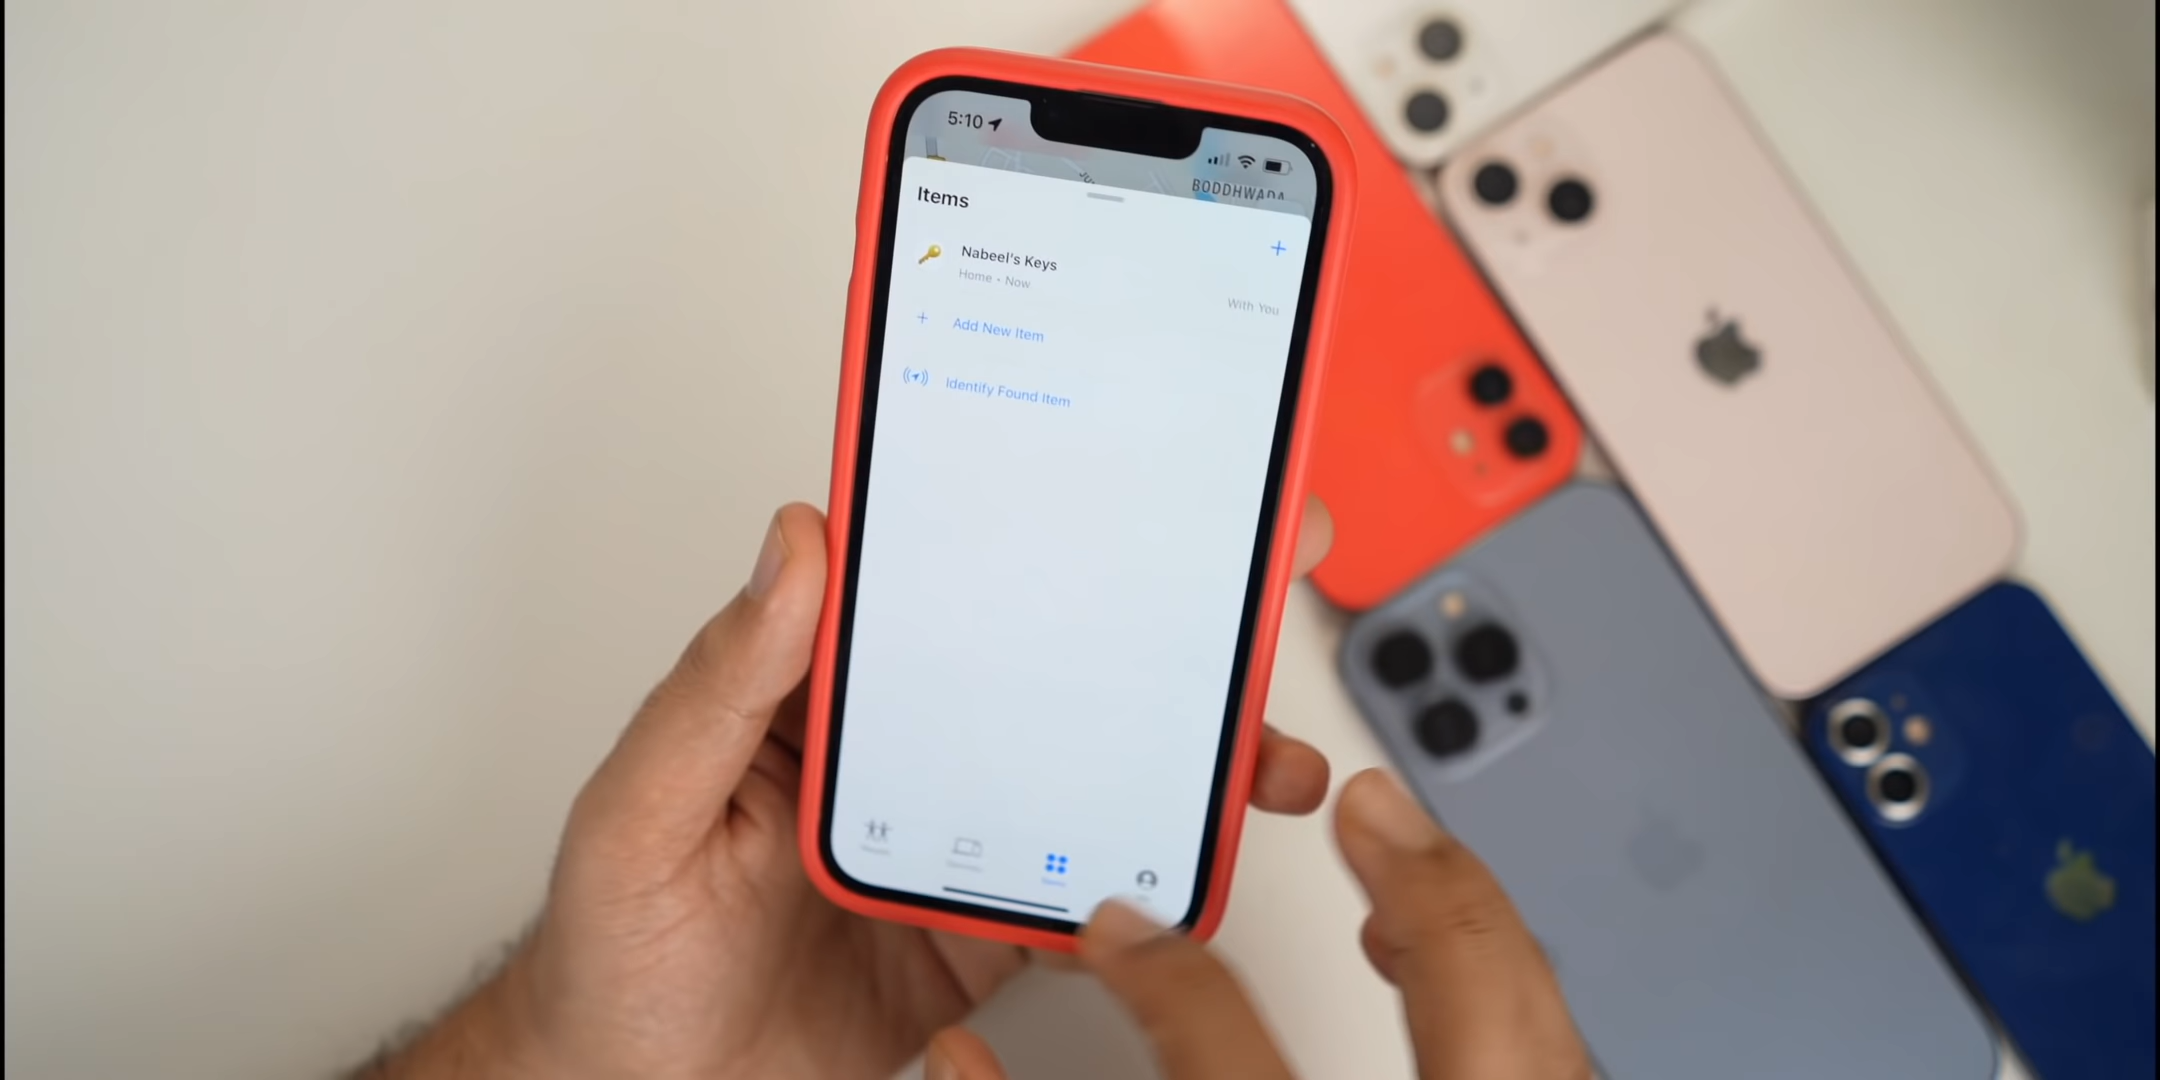 5:10
BODDHWADA
Items
Nabeel's Keys
Home • Now
With You
Add New Item
Identify Found Item